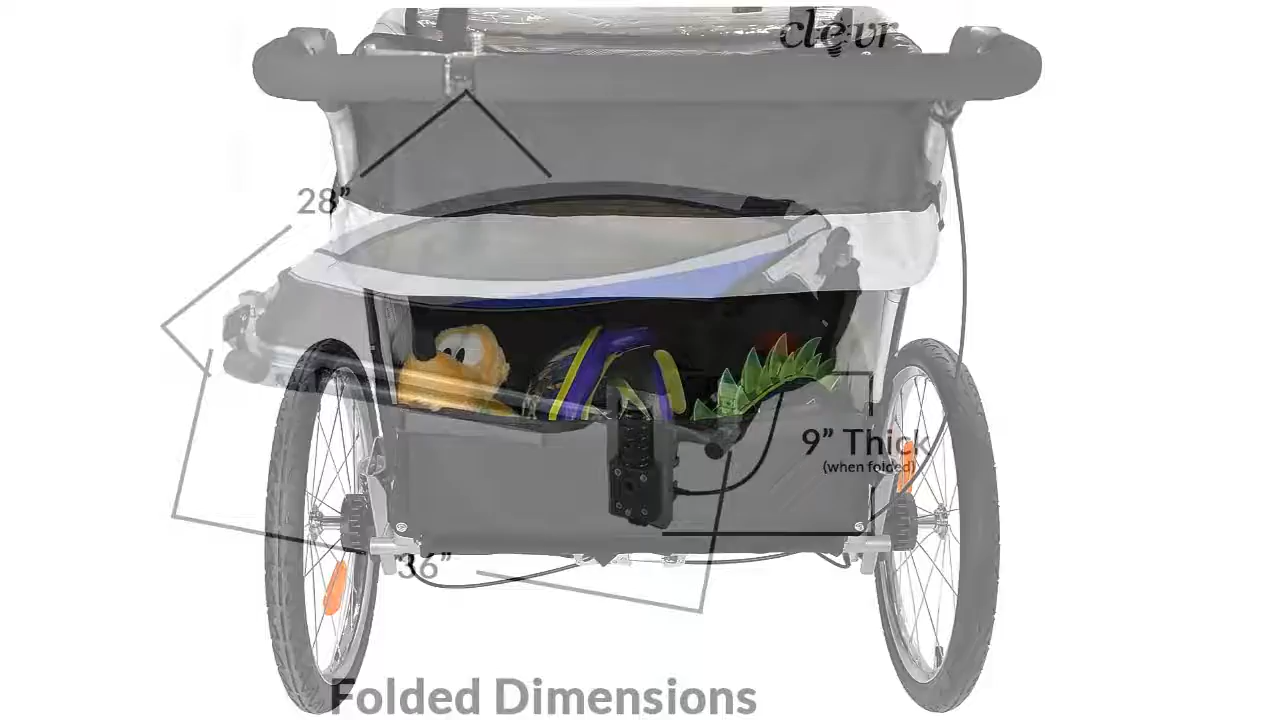 clevr
28”
9” Thick
(when folded)
36”
Folded Dimensions